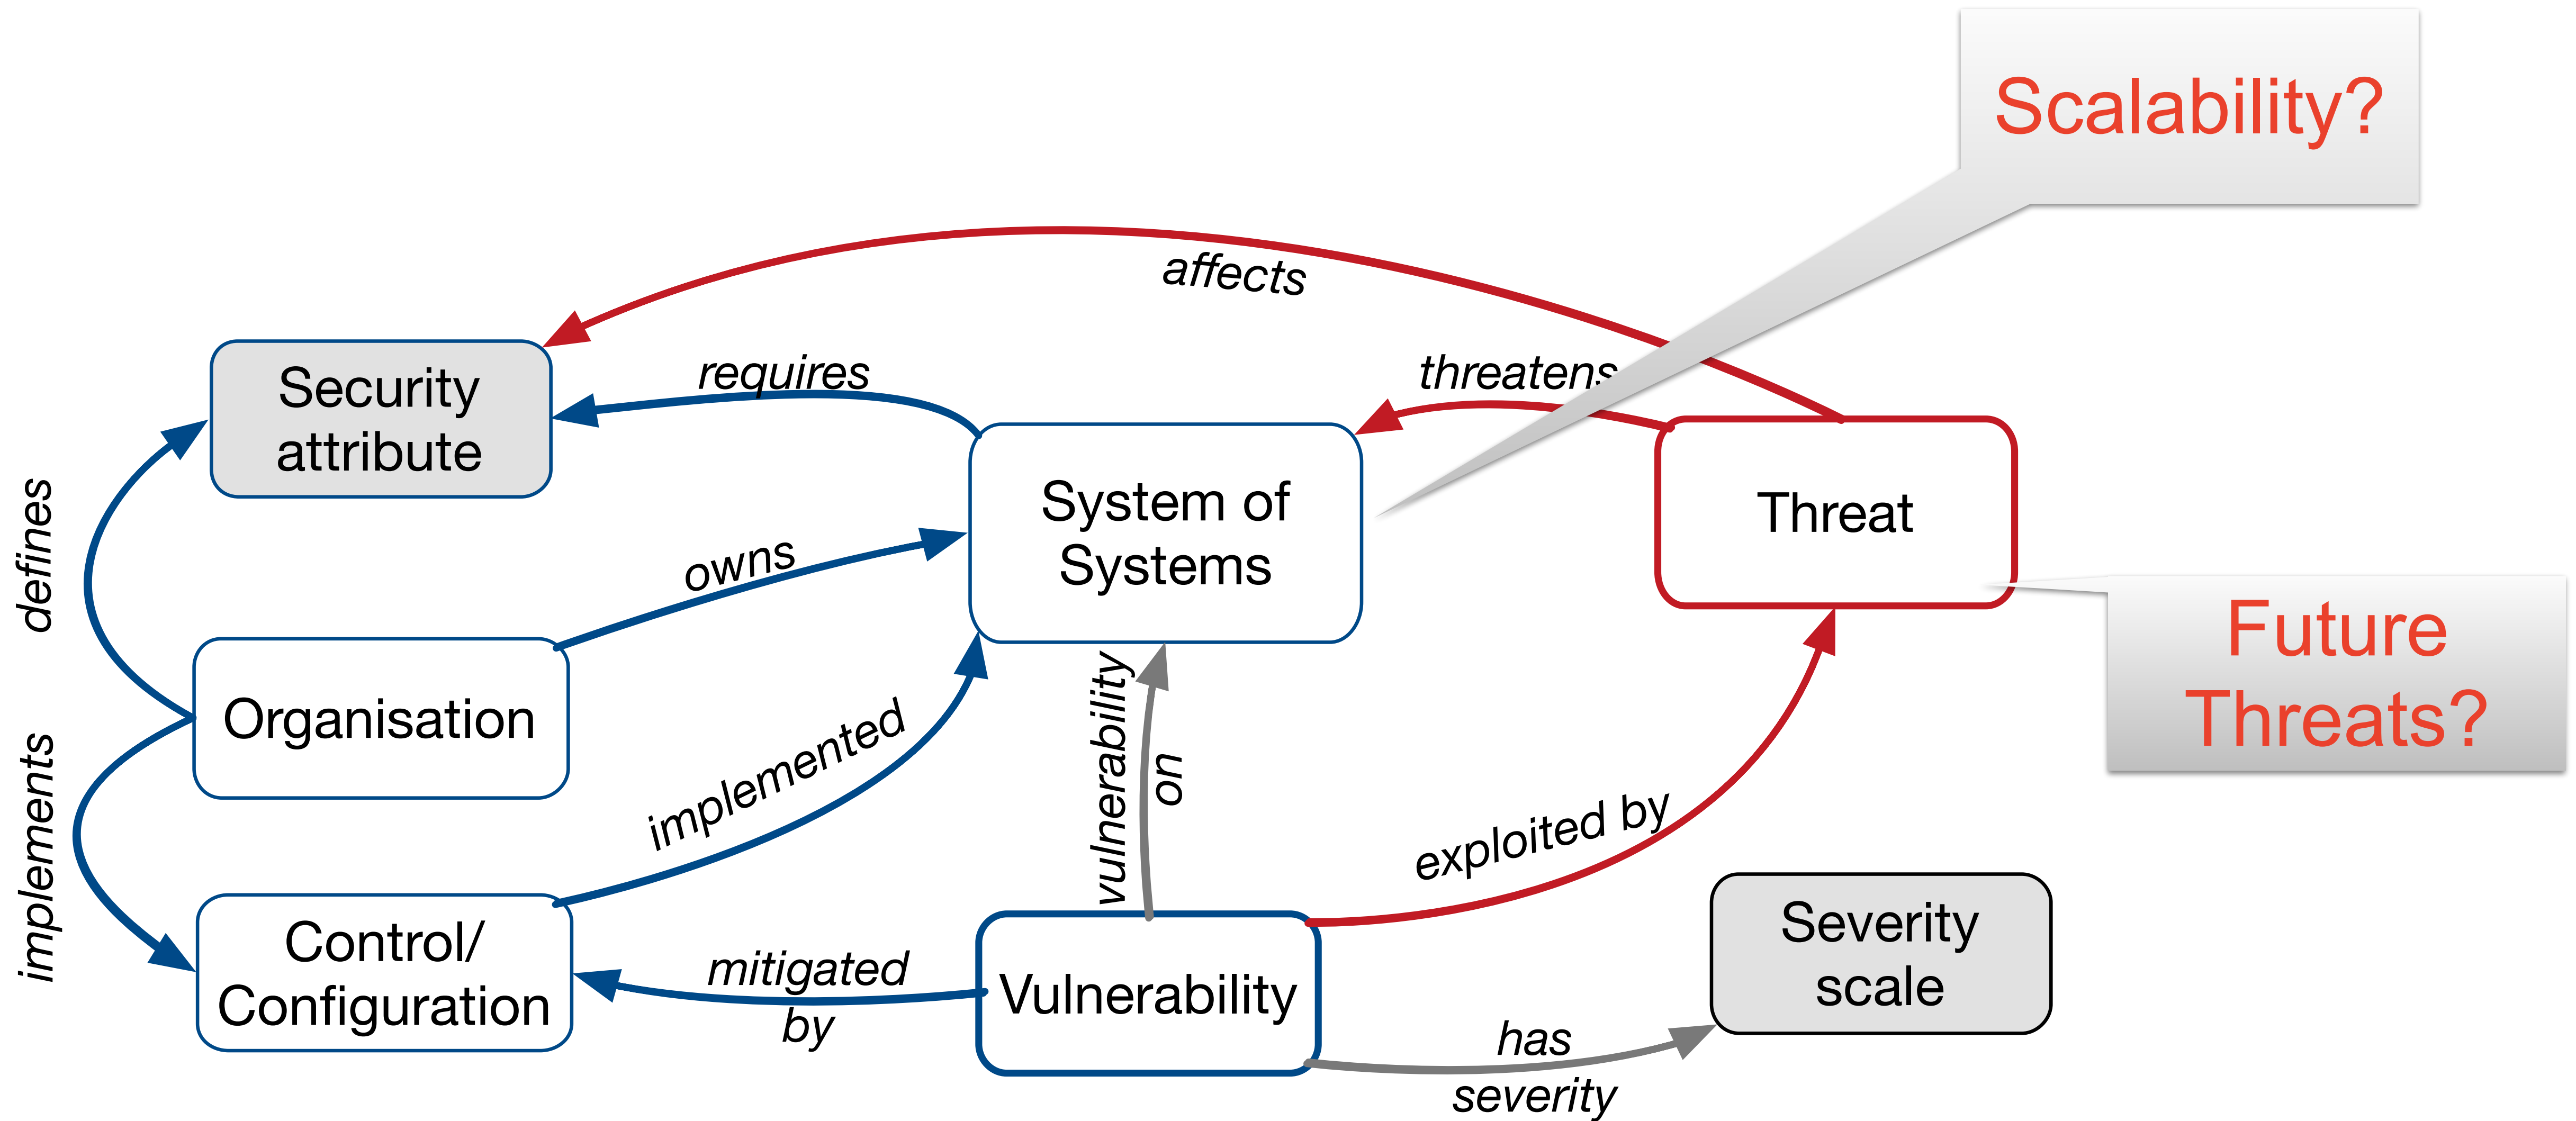 Scalability?
affects
requires
threatens
Security
attribute
System of
Systems
Threat
defines
owns
Future
Threats?
Organisation
implemented
vulnerability
on
implements
exploited by
Control/
Configuration
mitigated
by
Vulnerability
Severity
scale
has
severity